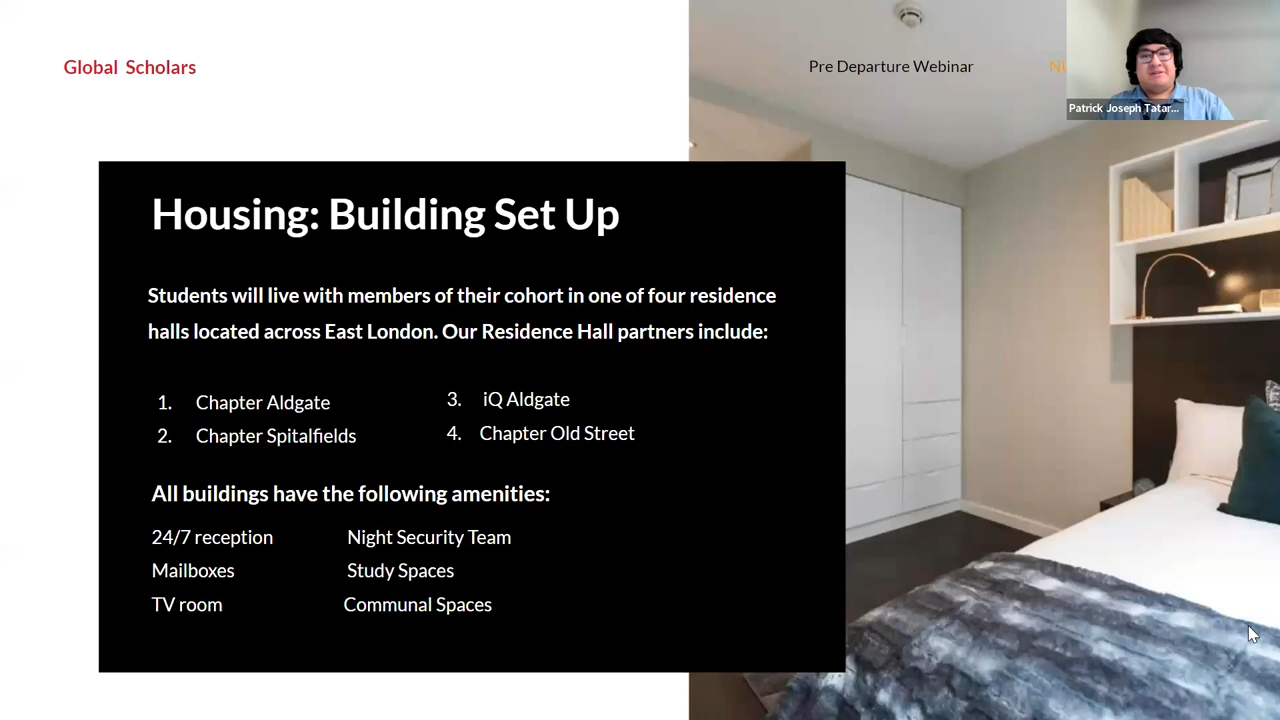 Global Scholars
Pre Departure Webinar
Patrick Joseph Tatar...
Housing: Building Set Up
Students will live with members of their cohort in one of four residence
halls located across East London. Our Residence Hall partners include:
1. Chapter Aldgate
2. Chapter Spitalfields
3. iQ Aldgate
4. Chapter Old Street
All buildings have the following amenities:
24/7 reception Night Security Team
Mailboxes Study Spaces
TV room Communal Spaces